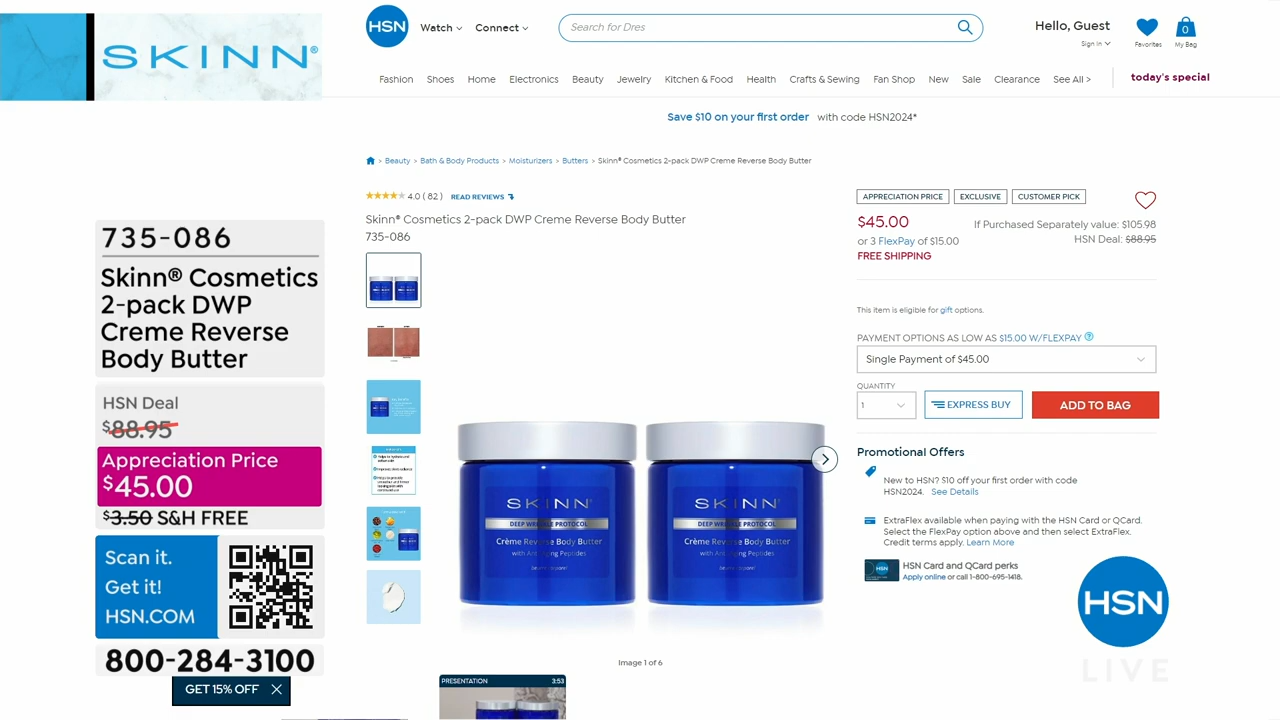 SKINN®
HSN
Watch
Connect
Search for Dres
Hello, Guest
Sign In
Favorites
0
My Bag
Fashion
Shoes
Home
Electronics
Beauty
Jewelry
Kitchen & Food
Health
Crafts & Sewing
Fan Shop
New
Sale
Clearance
See All >
today's special
Save $10 on your first order with code HSN2024*
> Beauty > Bath & Body Products > Moisturizers > Butters > Skinn® Cosmetics 2-pack DWP Creme Reverse Body Butter
4.0 ( 82 ) READ REVIEWS
Skinn® Cosmetics 2-pack DWP Creme Reverse Body Butter
735-086
APPRECIATION PRICE
EXCLUSIVE
CUSTOMER PICK
$45.00
If Purchased Separately value: $105.98
or 3 FlexPay of $15.00
HSN Deal: $88.95
FREE SHIPPING
This item is eligible for gift options.
PAYMENT OPTIONS AS LOW AS $15.00 W/FLEXPAY ?
Single Payment of $45.00
QUANTITY
1
EXPRESS BUY
ADD TO BAG
Promotional Offers
New to HSN? $10 off your first order with code
HSN2024. See Details
ExtraFlex available when paying with the HSN Card or QCard.
Select the FlexPay option above and then select ExtraFlex.
Credit terms apply. Learn More
HSN
HSN Card and QCard perks
Apply online or call 1-800-695-1418.
735-086
Skinn® Cosmetics
2-pack DWP
Creme Reverse
Body Butter
HSN Deal
$88.95
Appreciation Price
$45.00
$3.50 S&H FREE
Scan it.
Get it!
HSN.COM
800-284-3100
GET 15% OFF
SKINN®
DEEP WRINKLE PROTOCOL
Crème Reverse Body Butter
with Anti-Aging Peptides
SKINN®
DEEP WRINKLE PROTOCOL
Crème Reverse Body Butter
with Anti-Aging Peptides
Image 1 of 6
PRESENTATION 3:53
HSN
LIVE